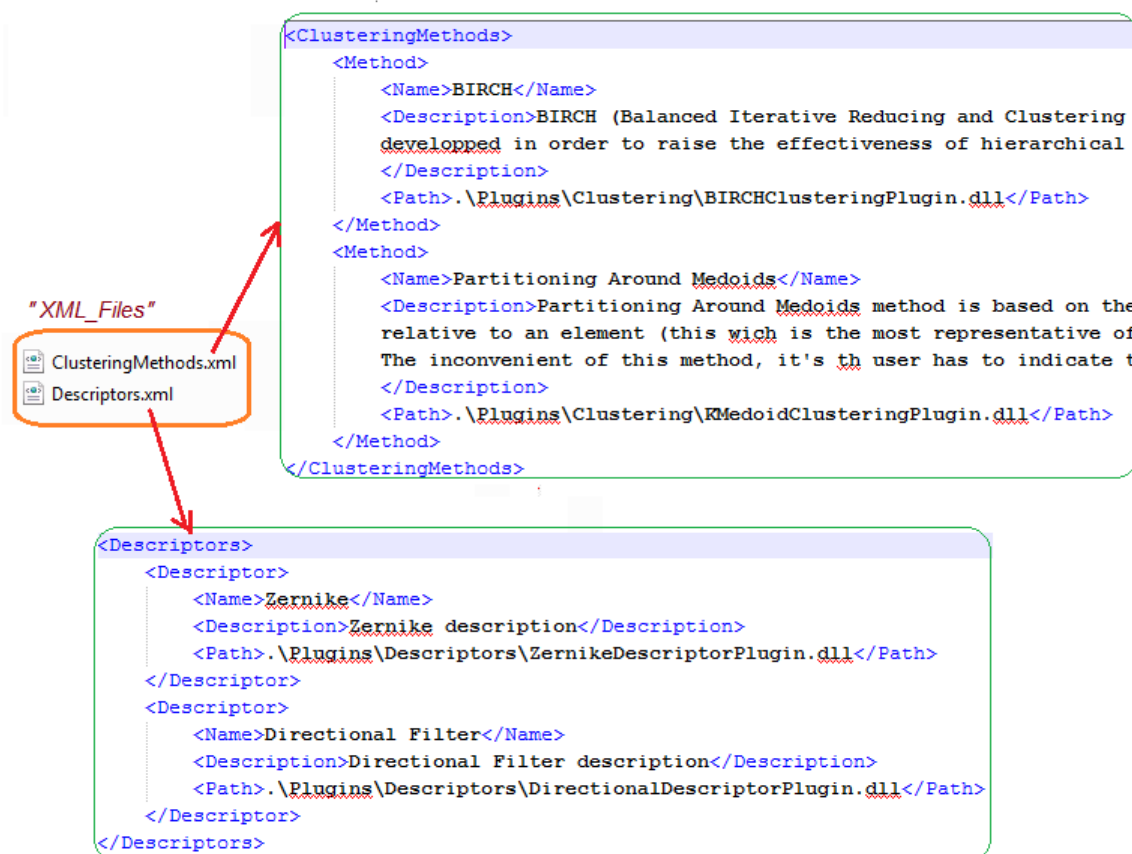 <ClusteringMethods>
<Method>
<Name>BIRCH</Name>
<Description>BIRCH (Balanced Iterative Reducing and Clustering
developped in order to raise the effectiveness of hierarchical
</Description>
<Path>.\Plugins\Clustering\BIRCHClusteringPlugin.dll</Path>
</Method>
<Method>
<Name>Partitioning Around Medoids</Name>
<Description>Partitioning Around Medoids method is based on the
relative to an element (this wich is the most representative of
The inconvenient of this method, it's th user has to indicate t
</Description>
<Path>.\Plugins\Clustering\KMedoidClusteringPlugin.dll</Path>
</Method>
</ClusteringMethods>
"XML_Files"
ClusteringMethods.xml
Descriptors.xml
<Descriptors>
<Descriptor>
<Name>Zernike</Name>
<Description>Zernike description</Description>
<Path>.\Plugins\Descriptors\ZernikeDescriptorPlugin.dll</Path>
</Descriptor>
<Descriptor>
<Name>Directional Filter</Name>
<Description>Directional Filter description</Description>
<Path>.\Plugins\Descriptors\DirectionalDescriptorPlugin.dll</Path>
</Descriptor>
</Descriptors>